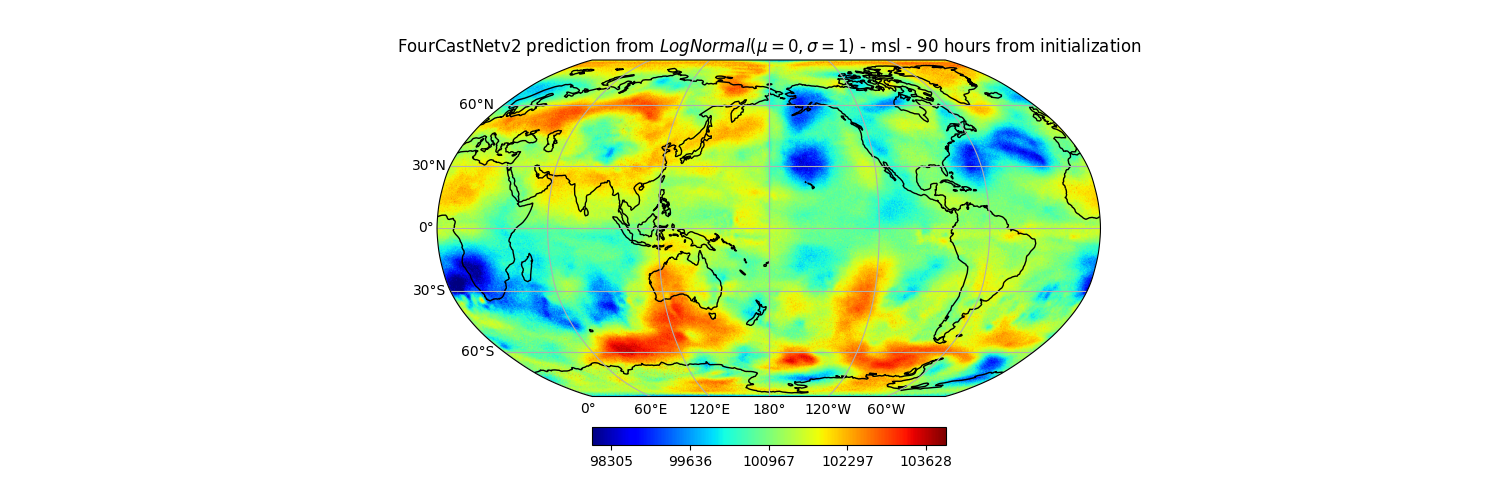 FourCastNetv2 prediction from LogNormal(μ = 0, σ = 1) - msl - 90 hours from initialization
60°N
30°N
0°
30°S
60°S
0° 60°E 120°E 180° 120°W 60°W
98305 99636 100967 102297 103628